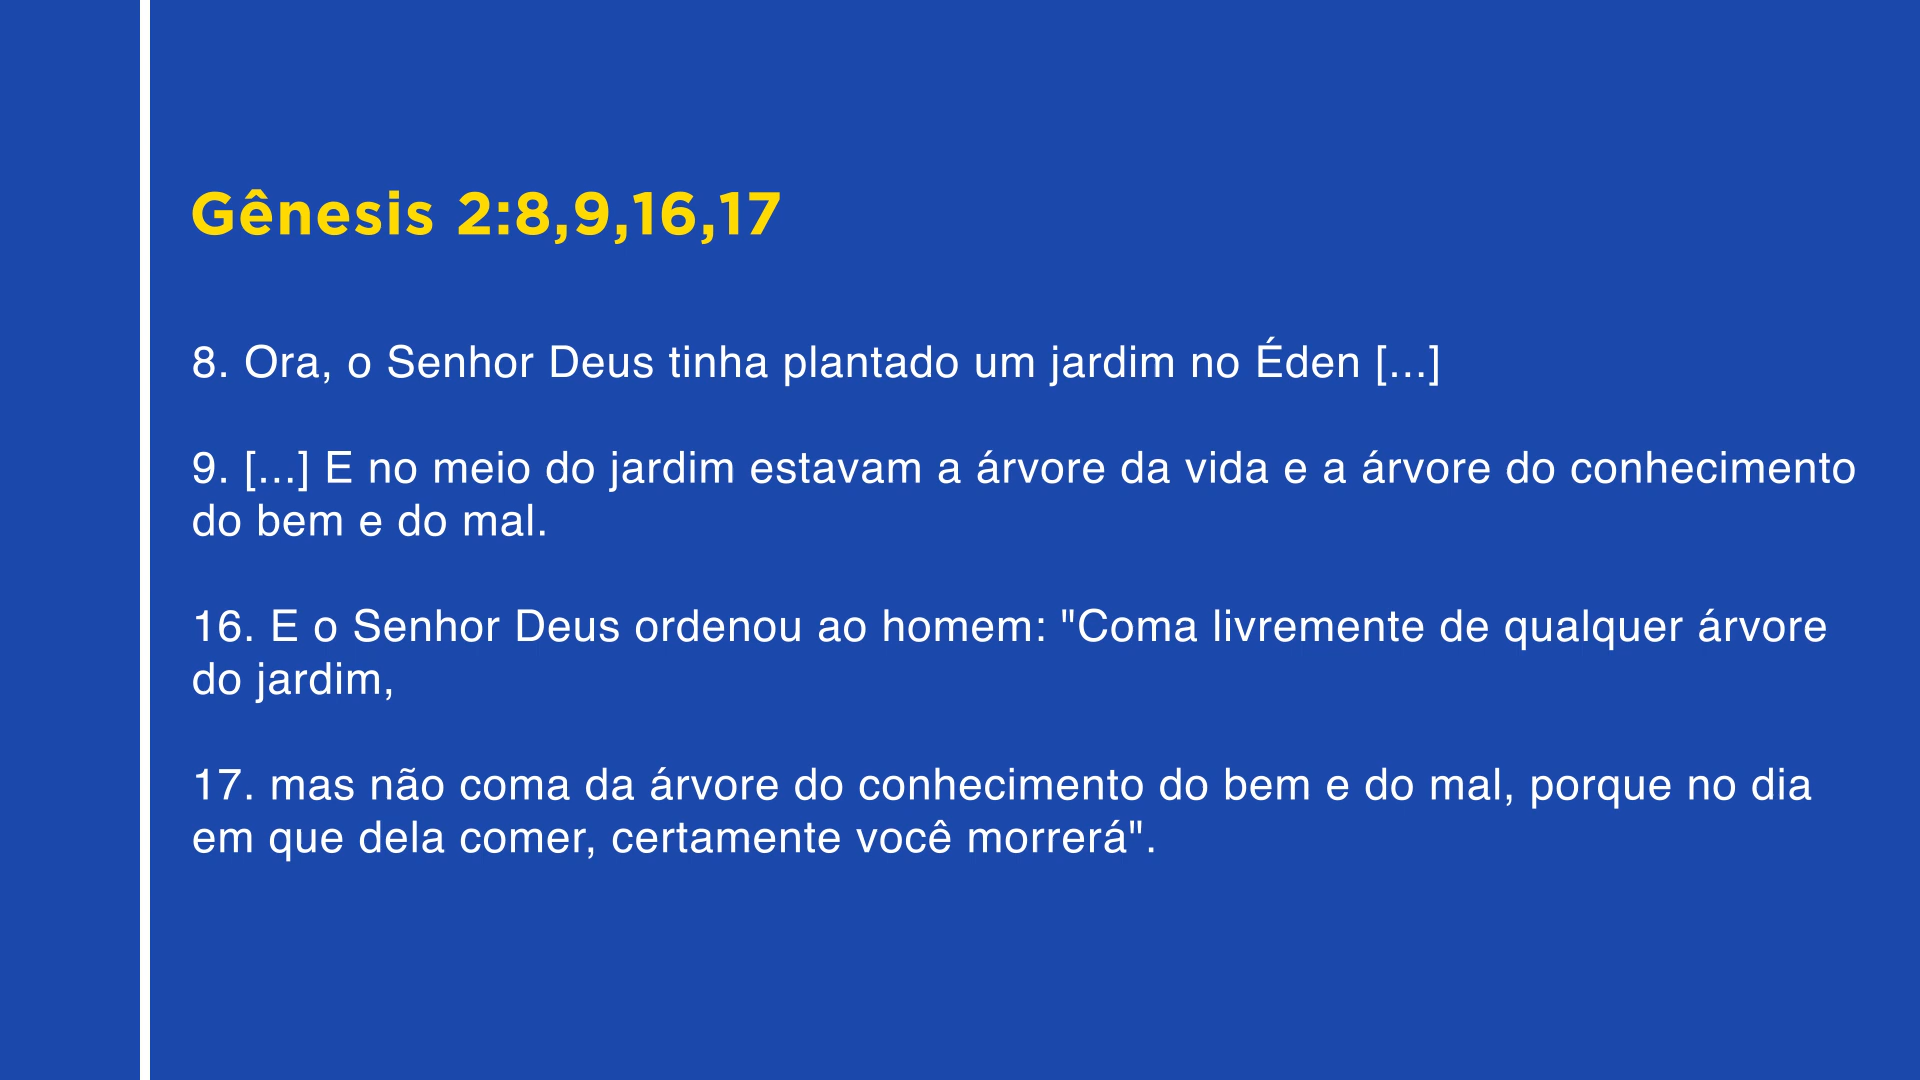 Gênesis 2:8,9,16,17
8. Ora, o Senhor Deus tinha plantado um jardim no Éden [...]
9. [...] E no meio do jardim estavam a árvore da vida e a árvore do conhecimento
do bem e do mal.
16. E o Senhor Deus ordenou ao homem: "Coma livremente de qualquer árvore
do jardim,
17. mas não coma da árvore do conhecimento do bem e do mal, porque no dia
em que dela comer, certamente você morrerá".